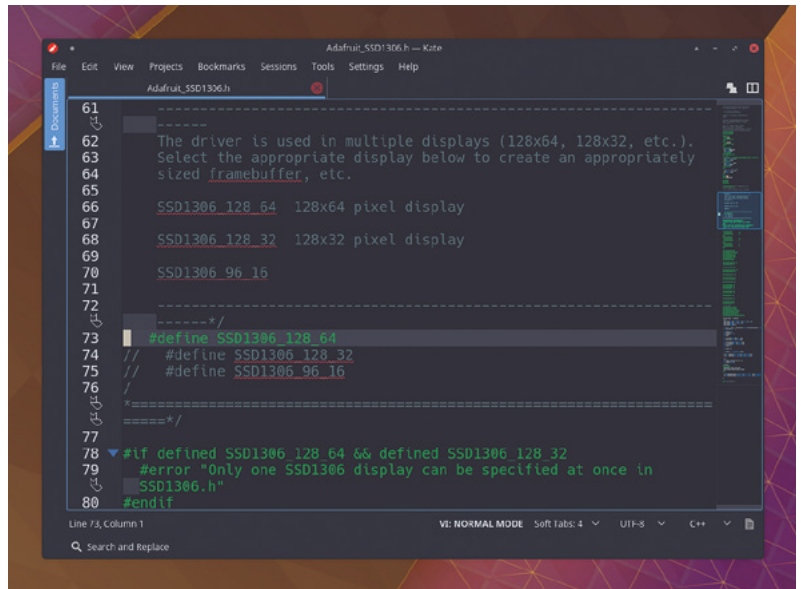 Adafruit_SSD1306.h — Kate
File Edit View Projects Bookmarks Sessions Tools Settings Help
Adafruit_SSD1306.h
Documents
61 ----------------------------------------------------------------
------
62 The driver is used in multiple displays (128x64, 128x32, etc.).
63 Select the appropriate display below to create an appropriately
64 sized framebuffer, etc.
65
66 SSD1306_128_64 128x64 pixel display
67
68 SSD1306_128_32 128x32 pixel display
69
70 SSD1306_96_16
71
72 ----------------------------------------------------------------
------*/
73 #define SSD1306_128_64
74 // #define SSD1306_128_32
75 // #define SSD1306_96_16
76 /
*=====================================================================
=====*/
77
78 #if defined SSD1306_128_64 && defined SSD1306_128_32
79 #error "Only one SSD1306 display can be specified at once in
SSD1306.h"
80 #endif
Line 73, Column 1 VI: NORMAL MODE Soft Tabs: 4 UTF-8 C++
Search and Replace